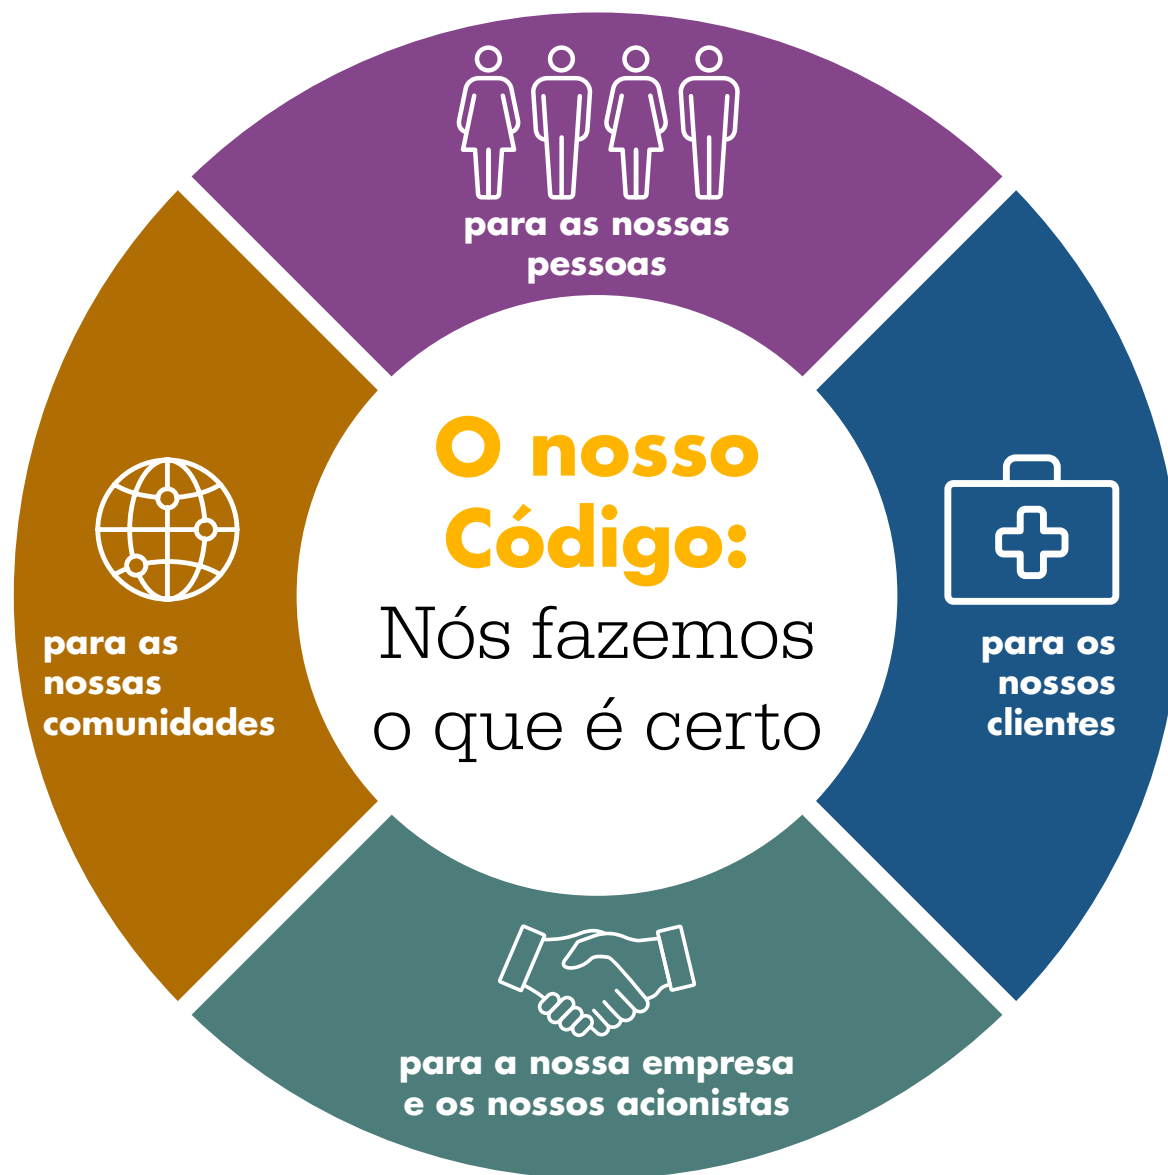 para as nossas
pessoas
O nosso
Código:
Nós fazemos
o que é certo
para as
nossas
comunidades
para os
nossos
clientes
para a nossa empresa
e os nossos acionistas